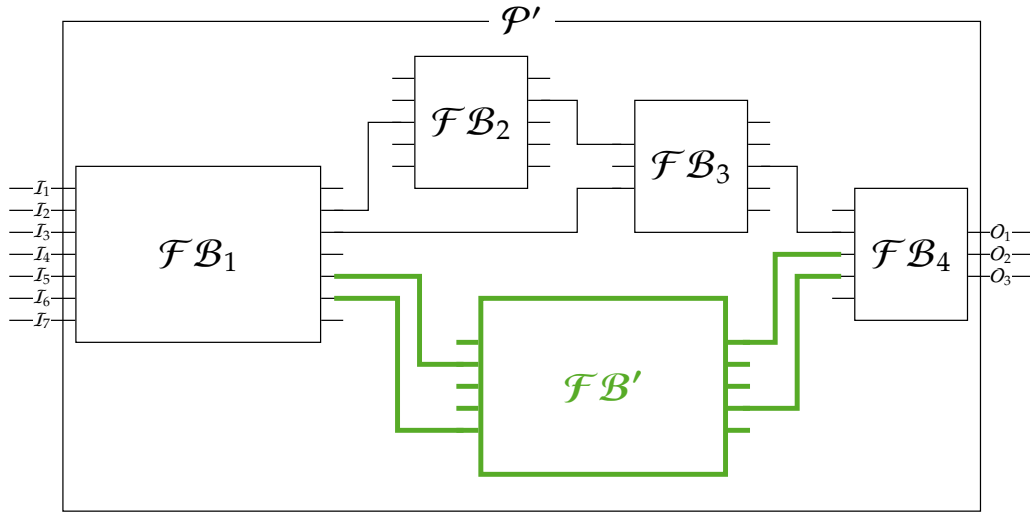 𝒫′
ℱℬ₂
ℱℬ₃
ℱℬ₁
ℱℬ₄
ℱℬ′
I₁
I₂
I₃
I₄
I₅
I₆
I₇
O₁
O₂
O₃